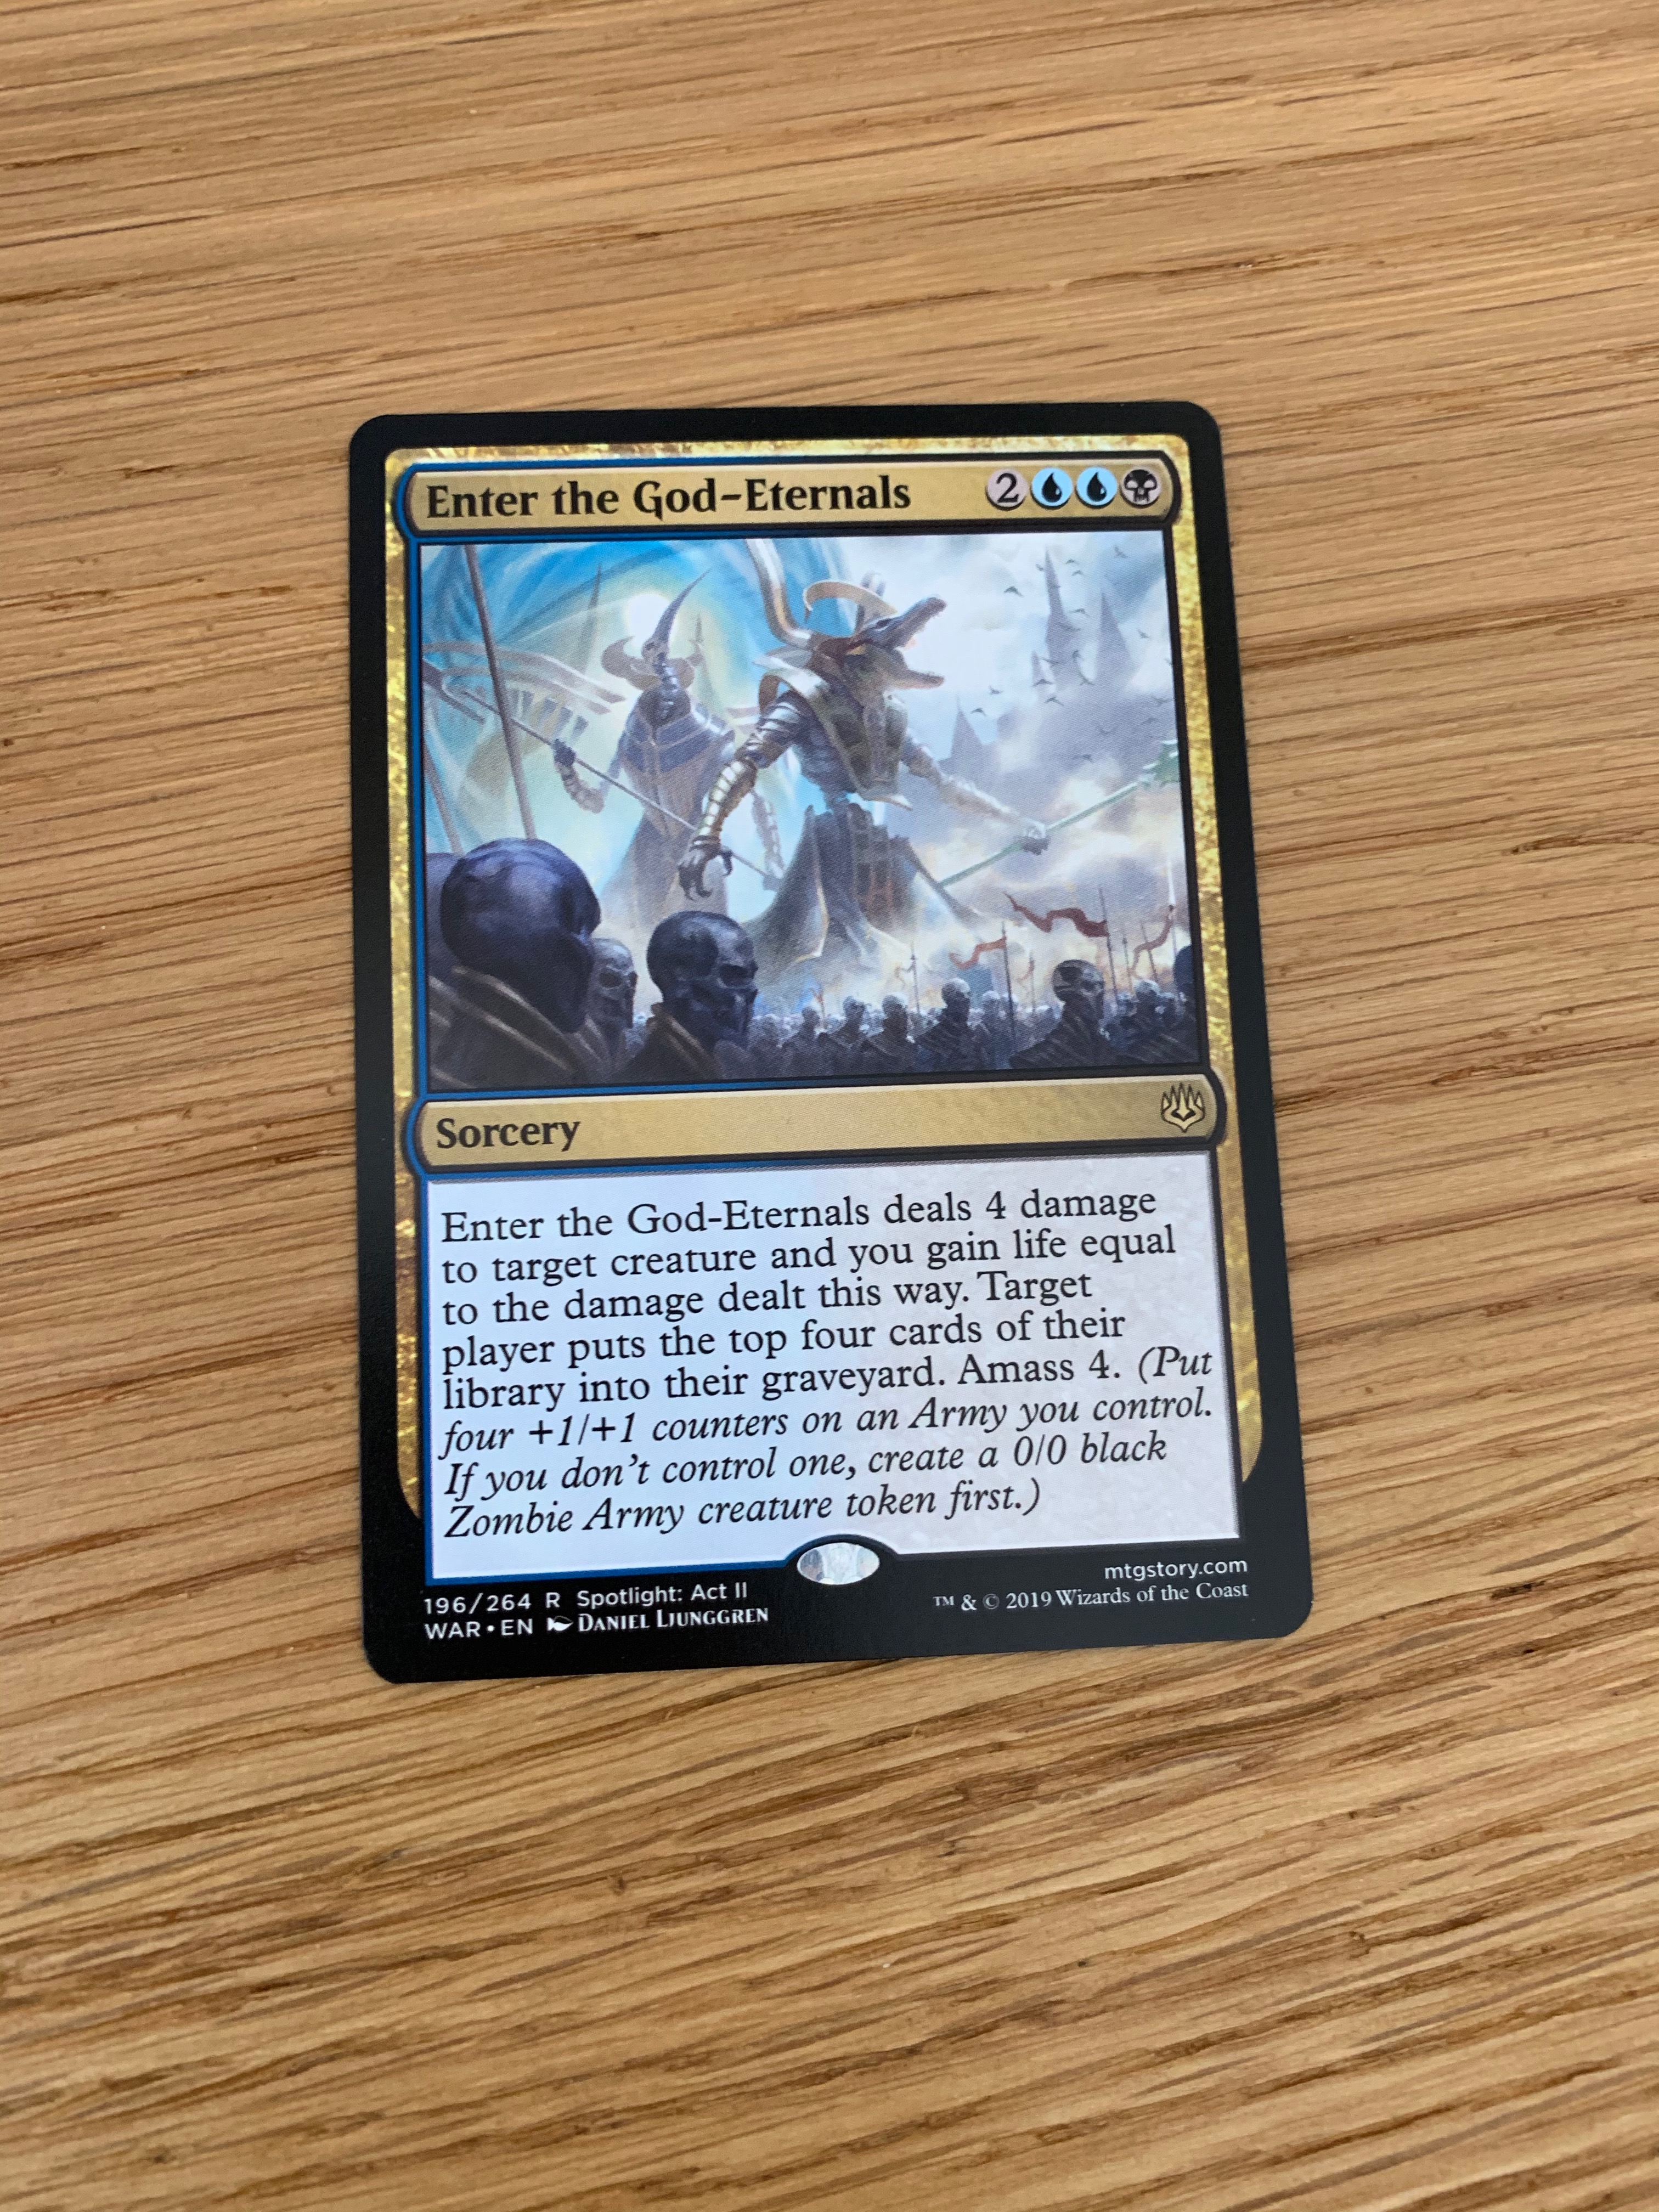 Enter the God-Eternals 2
Sorcery
Enter the God-Eternals deals 4 damage
to target creature and you gain life equal
to the damage dealt this way. Target
player puts the top four cards of their
library into their graveyard. Amass 4. (Put
four +1/+1 counters on an Army you control.
If you don't control one, create a 0/0 black
Zombie Army creature token first.)
196/264 R Spotlight: Act II
WAR • EN Daniel Ljunggren
mtgstory.com
™ & © 2019 Wizards of the Coast